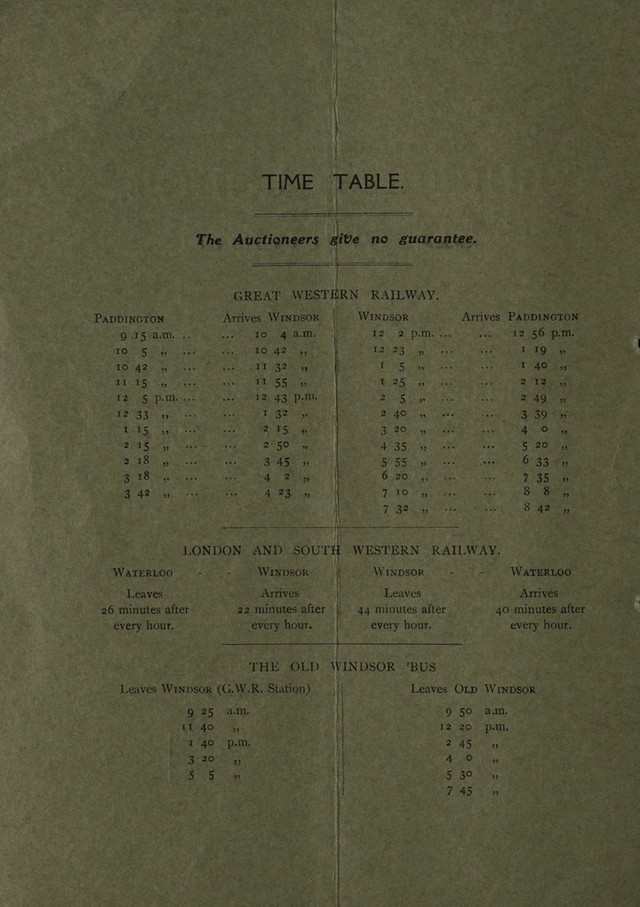 TIME TABLE.
The Auctioneers give no guarantee.
GREAT WESTERN RAILWAY.
PADDINGTON Arrives WINDSOR WINDSOR Arrives PADDINGTON
9 15 a.m. .. ... 10 4 a.m. 12 2 p.m. ... ... 12 56 p.m.
10 5 „ ... ... 10 42 „ 12 23 „ ... ... 1 19 „
10 42 „ ... ... 11 32 „ 1 5 „ ... ... 1 40 „
11 15 „ ... ... 11 55 „ 1 25 „ ... ... 2 12 „
12 5 p.m. ... ... 12 43 p.m. 2 5 „ ... ... 2 49 „
12 33 „ ... ... 1 32 „ 2 40 „ ... ... 3 39 „
1 15 „ ... ... 2 15 „ 3 20 „ ... ... 4 0 „
2 15 „ ... ... 2 50 „ 4 35 „ ... ... 5 20 „
2 18 „ ... ... 3 45 „ 5 55 „ ... ... 6 33 „
3 18 „ ... ... 4 2 „ 6 20 „ ... ... 7 35 „
3 42 „ ... ... 4 23 „ 7 10 „ ... ... 8 8 „
7 32 „ ... ... 8 42 „
LONDON AND SOUTH WESTERN RAILWAY.
WATERLOO - - WINDSOR WINDSOR - - WATERLOO
Leaves Arrives Leaves Arrives
26 minutes after 22 minutes after 44 minutes after 40 minutes after
every hour. every hour. every hour. every hour.
THE OLD WINDSOR 'BUS
Leaves WINDSOR (G.W.R. Station) Leaves OLD WINDSOR
9 25 a.m. 9 50 a.m.
11 40 „ 12 20 p.m.
1 40 p.m. 2 45 „
3 20 „ 4 0 „
5 5 „ 5 30 „
7 45 „